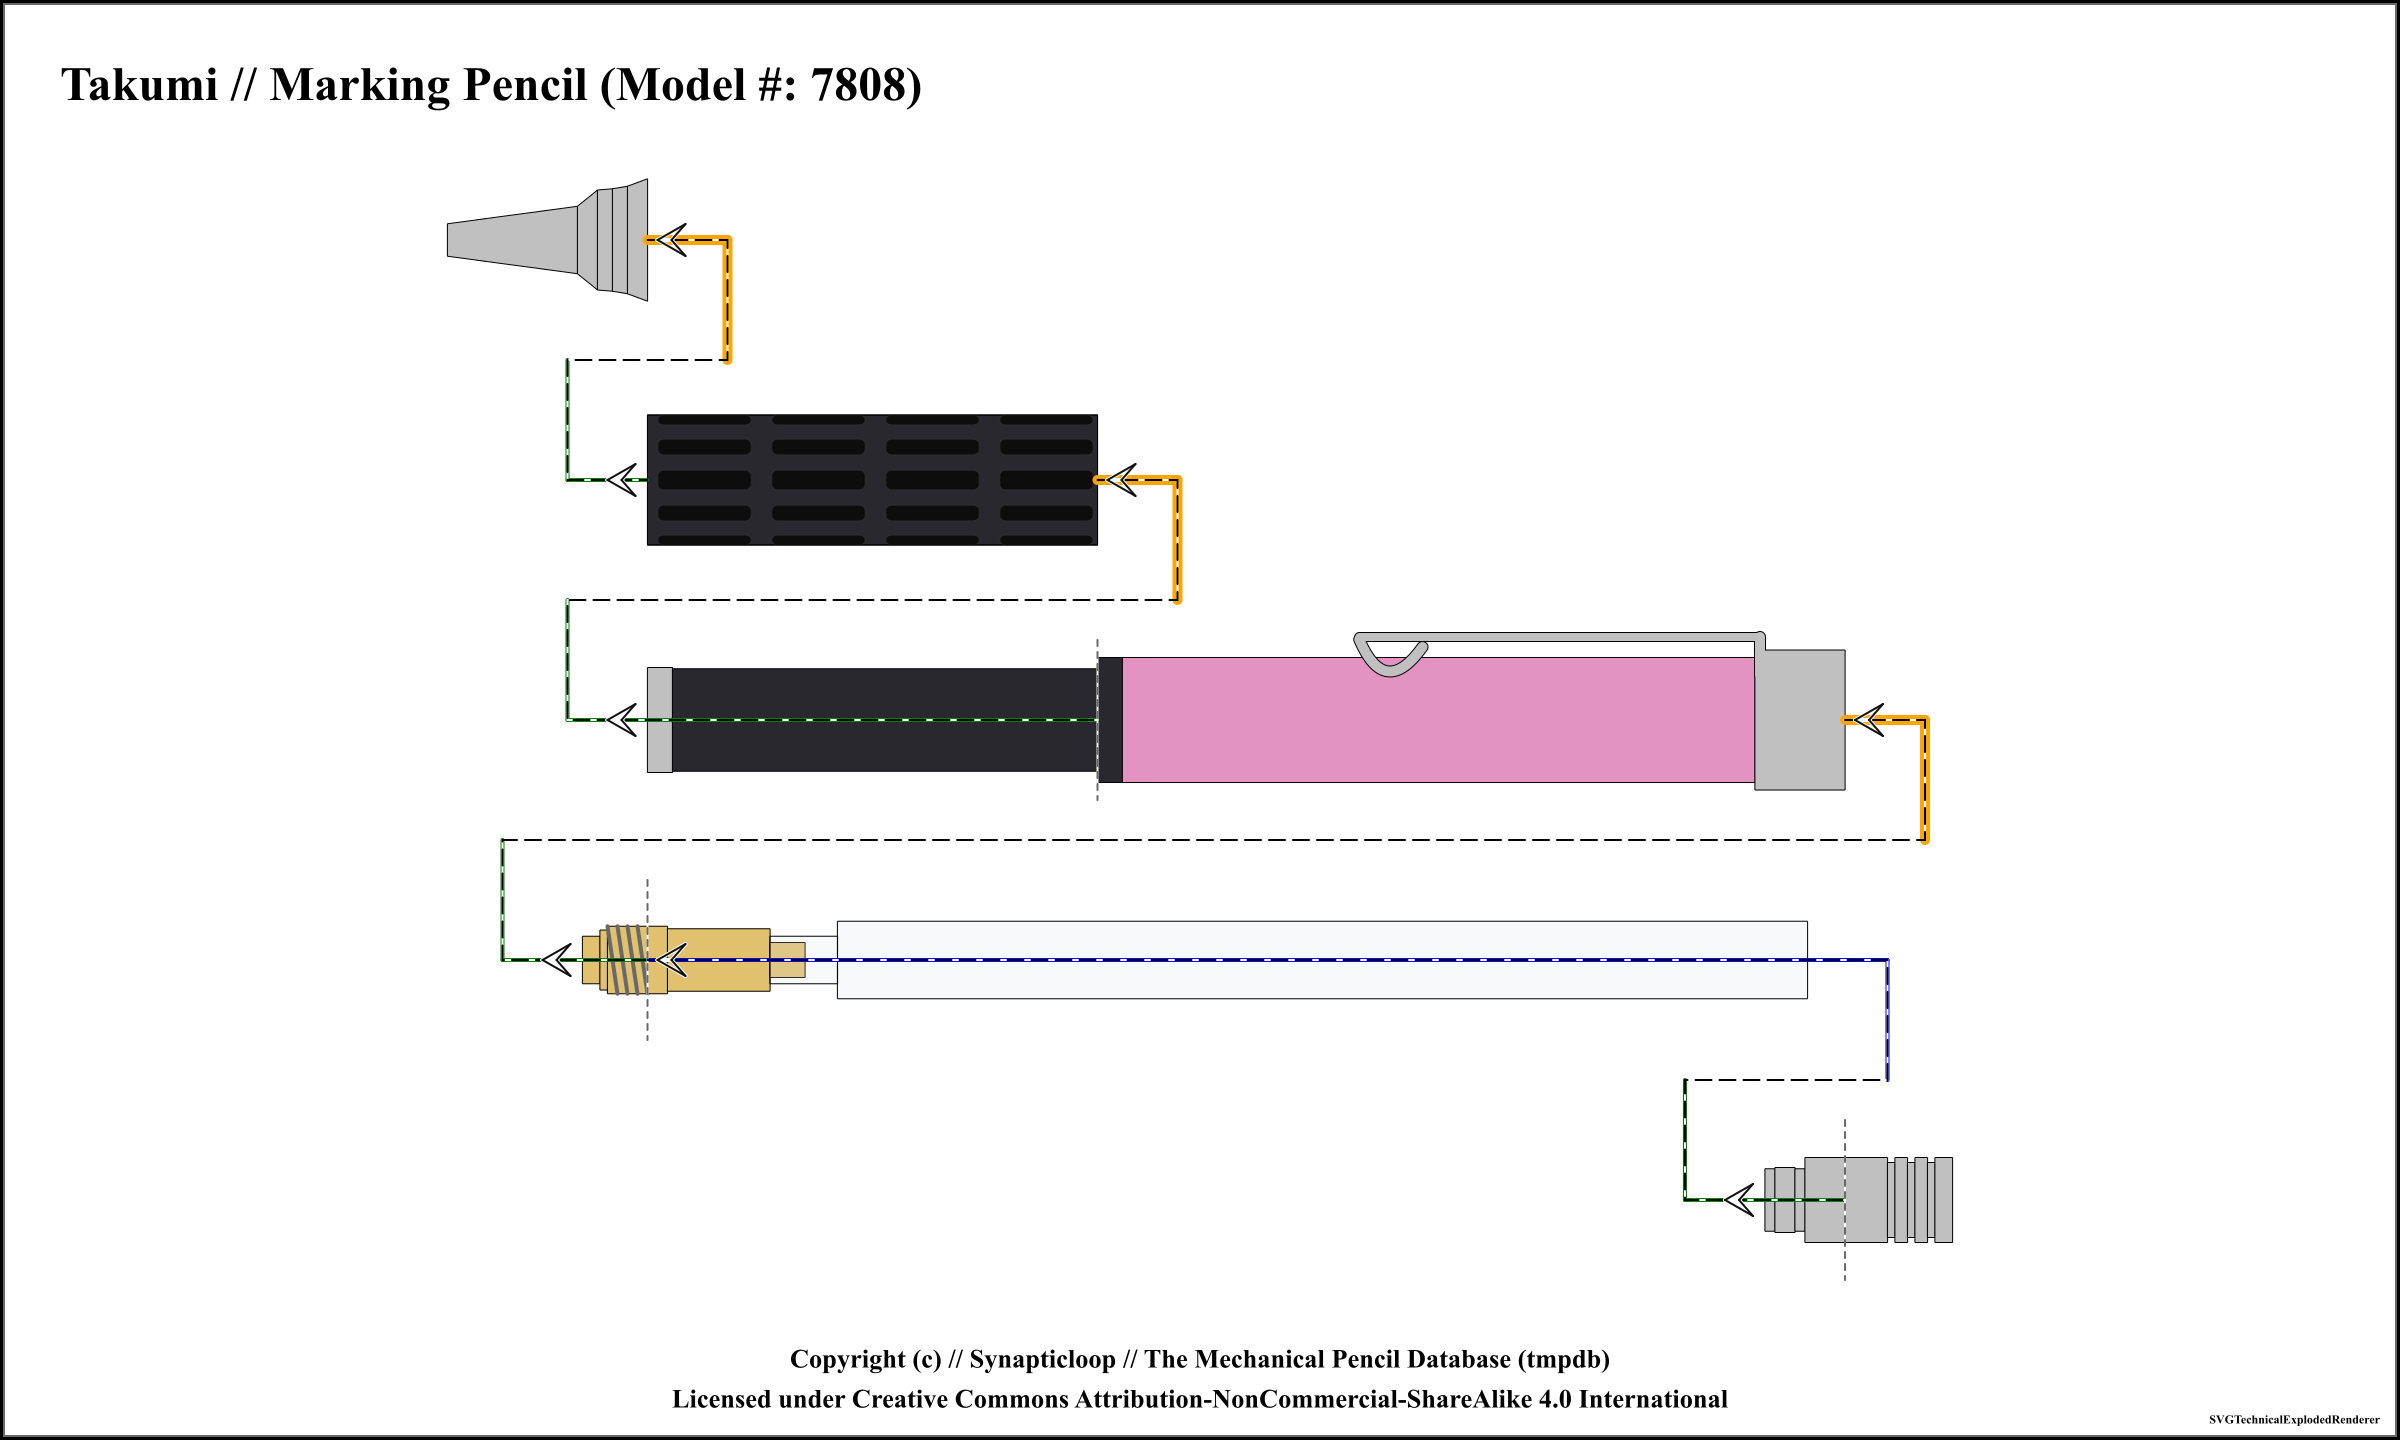 Takumi // Marking Pencil (Model #: 7808)
Copyright (c) // Synapticloop // The Mechanical Pencil Database (tmpdb)
Licensed under Creative Commons Attribution-NonCommercial-ShareAlike 4.0 International
SVGTechnicalExplodedRenderer